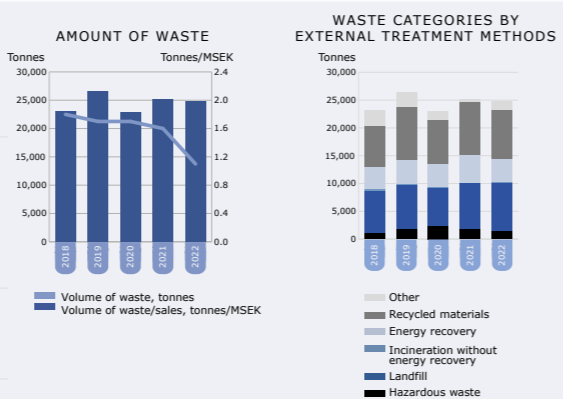 AMOUNT OF WASTE
Tonnes
Tonnes/MSEK
30,000
25,000
20,000
15,000
10,000
5,000
0
2.4
2.0
1.6
1.2
0.8
0.4
0.0
2018
2019
2020
2021
2022
Volume of waste, tonnes
Volume of waste/sales, tonnes/MSEK
WASTE CATEGORIES BY
EXTERNAL TREATMENT METHODS
Tonnes
30,000
25,000
20,000
15,000
10,000
5,000
0
2018
2019
2020
2021
2022
Other
Recycled materials
Energy recovery
Incineration without
energy recovery
Landfill
Hazardous waste